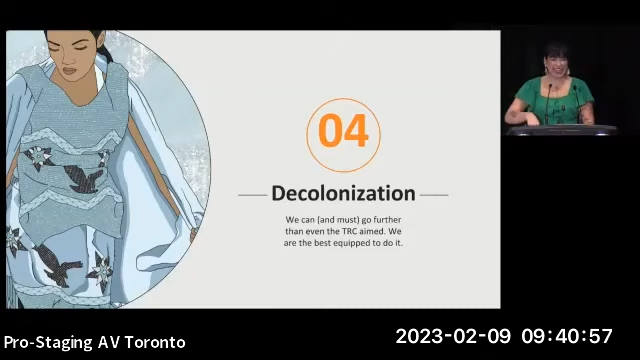 04
Decolonization
We can (and must) go further
than even the TRC aimed. We
are the best equipped to do it.
Pro-Staging AV Toronto
2023-02-09 09:40:57